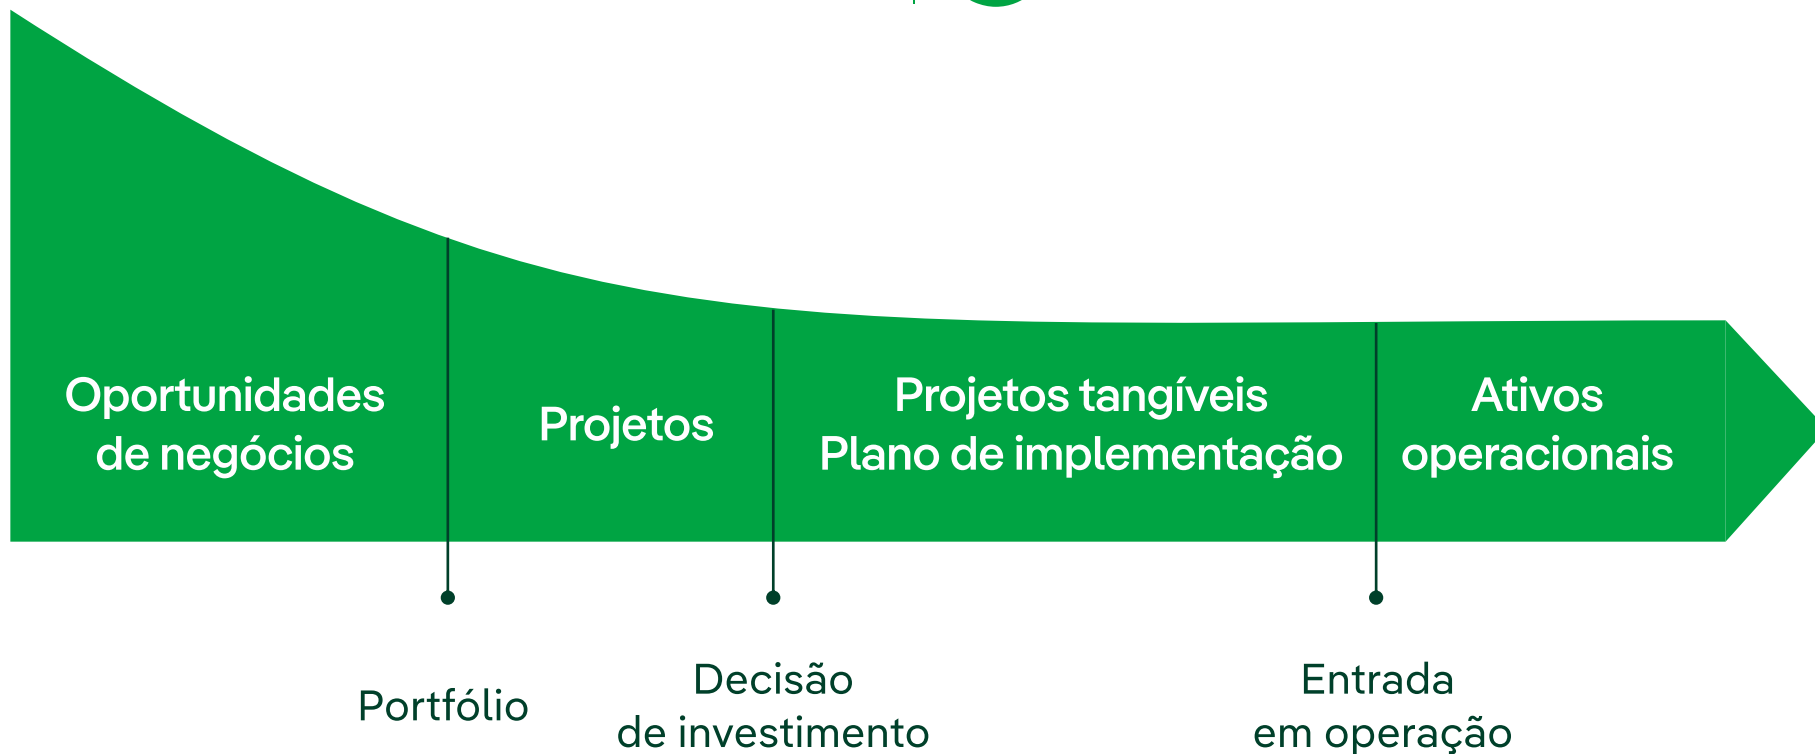 Oportunidades
de negócios
Projetos
Projetos tangíveis
Plano de implementação
Ativos
operacionais
Portfólio
Decisão
de investimento
Entrada
em operação